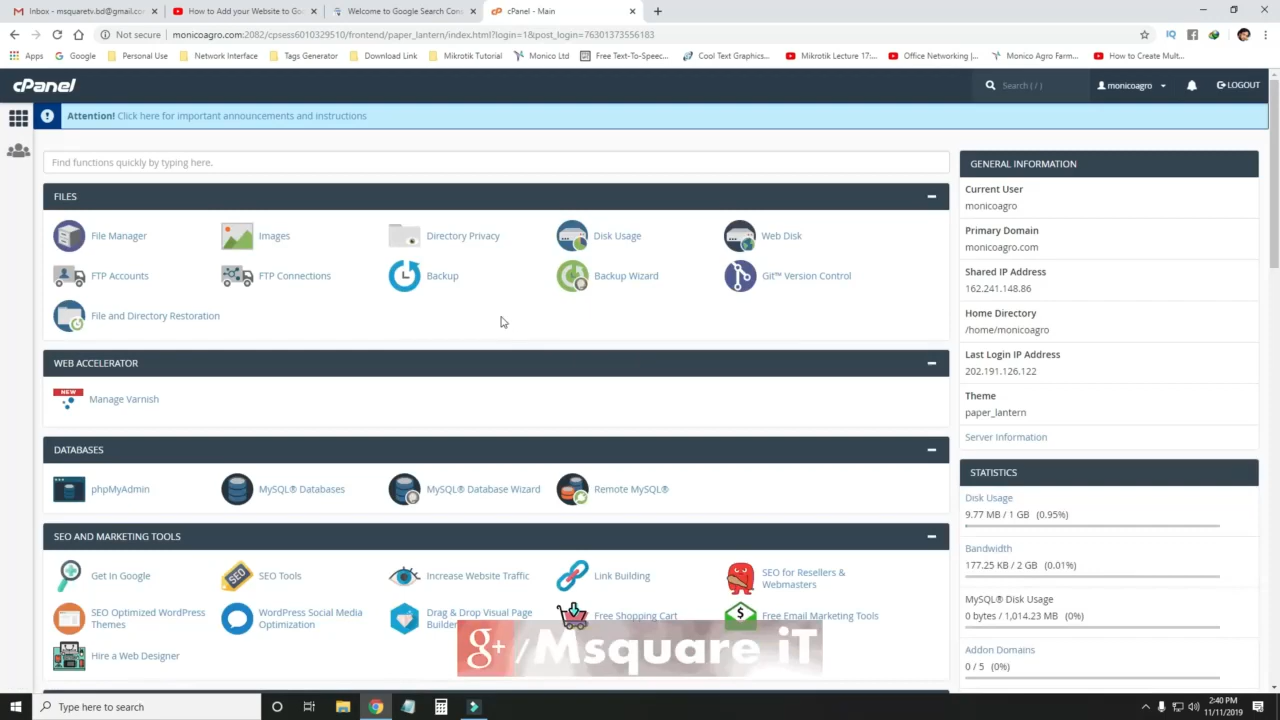 Inbox - msquaretv.bd@gmail.com
How to Add your Website to Goo
Welcome to Google Search Cons
cPanel - Main
Not secure
monicoagro.com:2082/cpsess6010329510/frontend/paper_lantern/index.html?login=1&post_login=76301373556183
Apps
Google
Personal Use
Network Interface
Tags Generator
Download Link
Mikrotik Tutorial
Monico Ltd
Free Text-To-Speec...
Cool Text Graphics...
Mikrotik Lecture 17:...
Office Networking |...
Monico Agro Farm...
How to Create Mult...
cPanel
Search ( / )
monicoagro
LOGOUT
Attention! Click here for important announcements and instructions
Find functions quickly by typing here.
FILES
File Manager
Images
Directory Privacy
Disk Usage
Web Disk
FTP Accounts
FTP Connections
Backup
Backup Wizard
Git™ Version Control
File and Directory Restoration
WEB ACCELERATOR
NEW
Manage Varnish
DATABASES
phpMyAdmin
MySQL® Databases
MySQL® Database Wizard
Remote MySQL®
SEO AND MARKETING TOOLS
Get In Google
SEO
SEO Tools
Increase Website Traffic
Link Building
SEO for Resellers &
Webmasters
SEO Optimized WordPress
Themes
WordPress Social Media
Optimization
Drag & Drop Visual Page
Builder
Free Shopping Cart
Free Email Marketing Tools
Hire a Web Designer
g+/Msquare iT
GENERAL INFORMATION
Current User
monicoagro
Primary Domain
monicoagro.com
Shared IP Address
162.241.148.86
Home Directory
/home/monicoagro
Last Login IP Address
202.191.126.122
Theme
paper_lantern
Server Information
STATISTICS
Disk Usage
9.77 MB / 1 GB (0.95%)
Bandwidth
177.25 KB / 2 GB (0.01%)
MySQL® Disk Usage
0 bytes / 1,014.23 MB (0%)
Addon Domains
0 / 5 (0%)
Type here to search
2:40 PM
11/11/2019